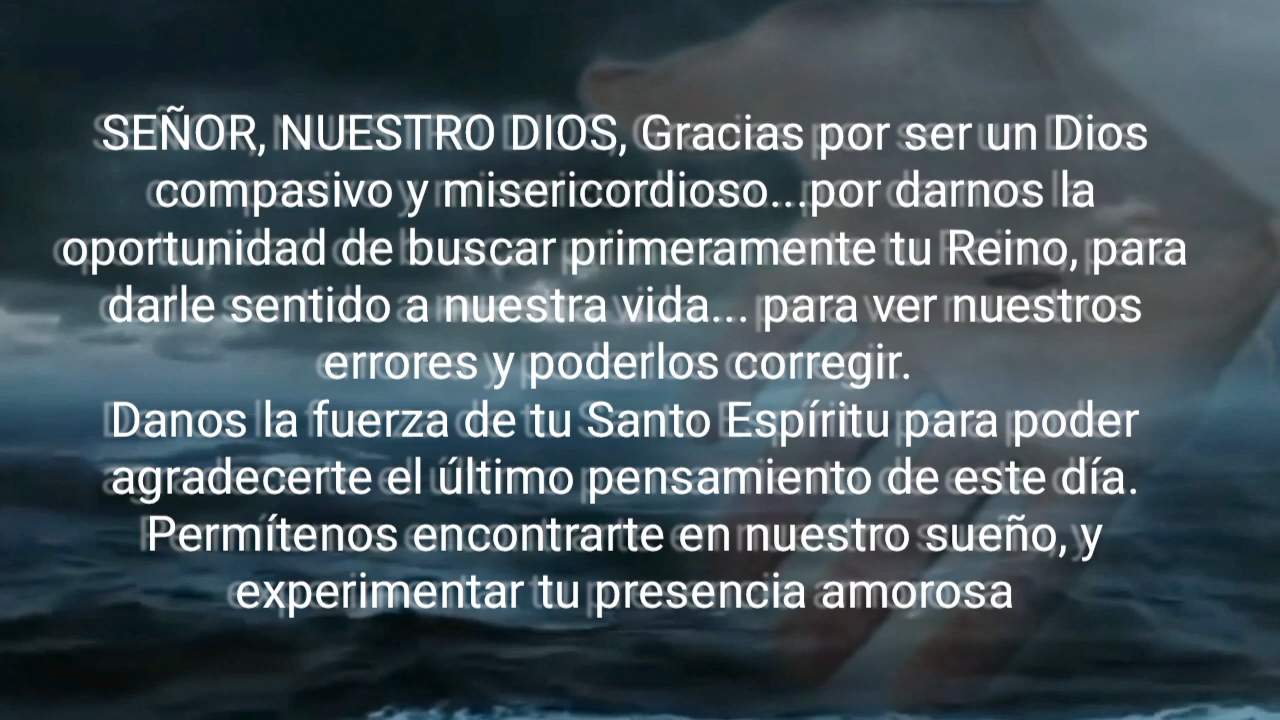 SEÑOR, NUESTRO DIOS, Gracias por ser un Dios
compasivo y misericordioso...por darnos la
oportunidad de buscar primeramente tu Reino, para
darle sentido a nuestra vida... para ver nuestros
errores y poderlos corregir.
Danos la fuerza de tu Santo Espíritu para poder
agradecerte el último pensamiento de este día.
Permítenos encontrarte en nuestro sueño, y
experimentar tu presencia amorosa